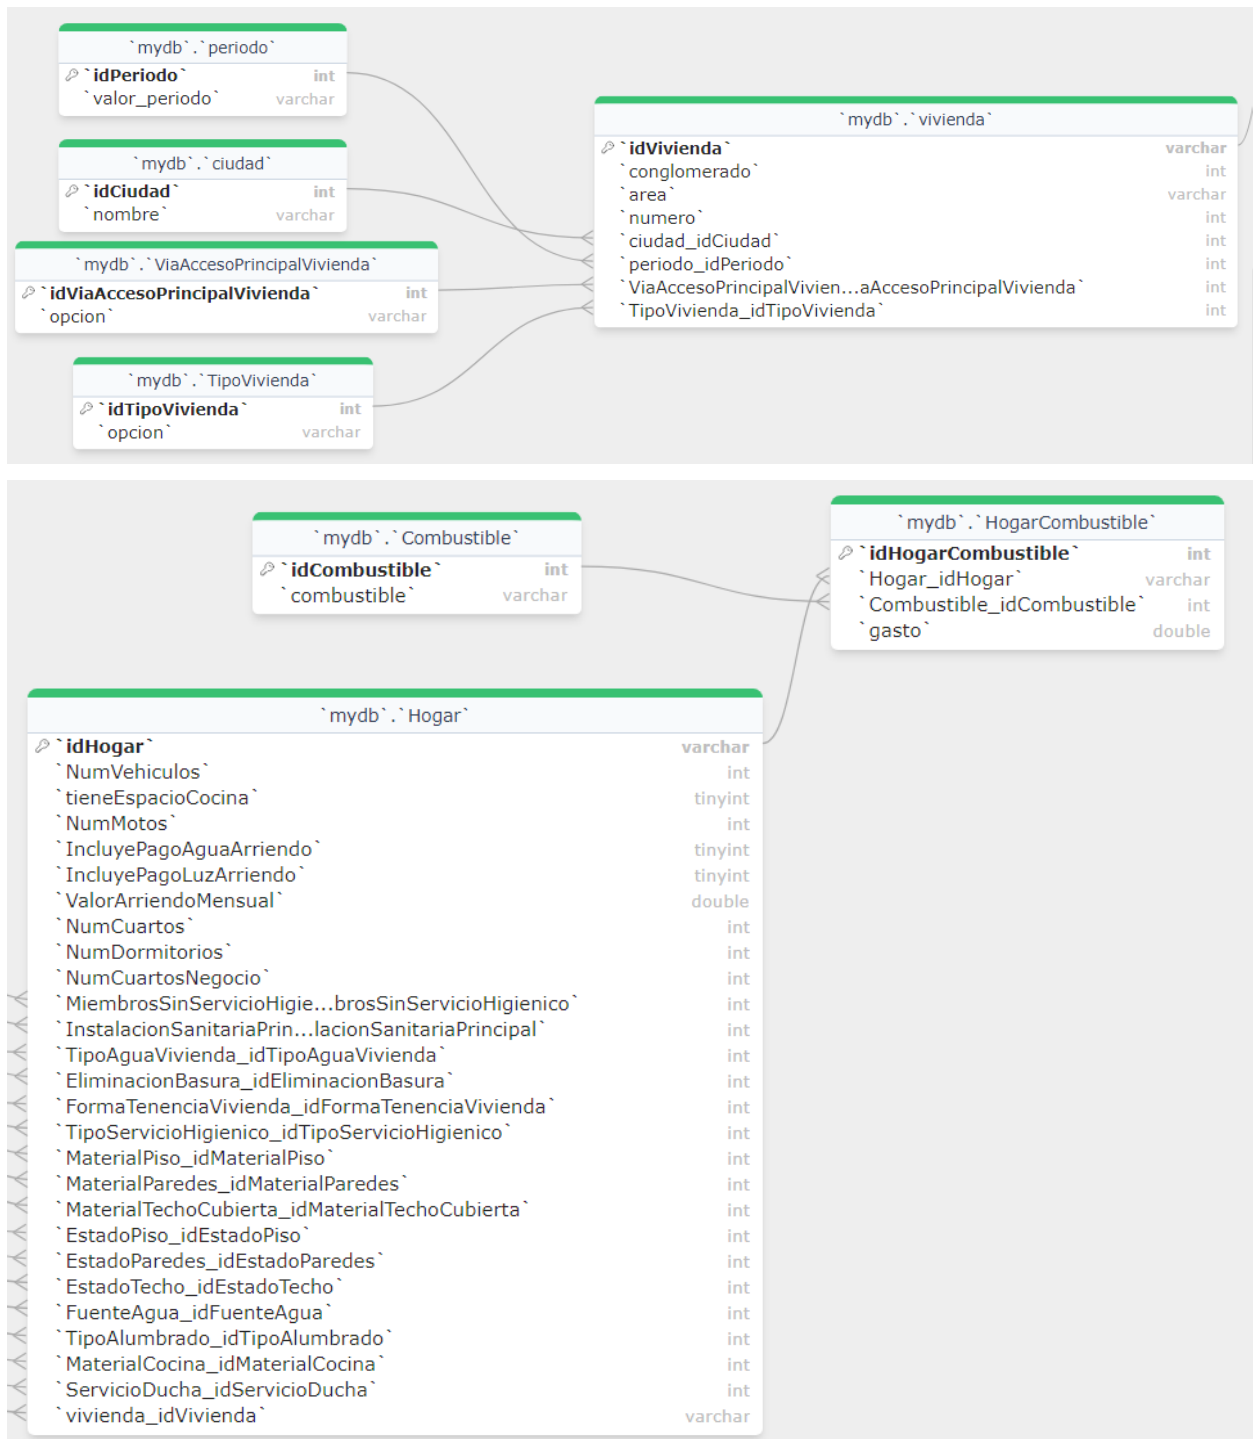 `mydb`.`periodo`
`idPeriodo` int
`valor_periodo` varchar
`mydb`.`ciudad`
`idCiudad` int
`nombre` varchar
`mydb`.`ViaAccesoPrincipalVivienda`
`idViaAccesoPrincipalVivienda` int
`opcion` varchar
`mydb`.`TipoVivienda`
`idTipoVivienda` int
`opcion` varchar
`mydb`.`vivienda`
`idVivienda` varchar
`conglomerado` int
`area` varchar
`numero` int
`ciudad_idCiudad` int
`periodo_idPeriodo` int
`ViaAccesoPrincipalVivien...aAccesoPrincipalVivienda` int
`TipoVivienda_idTipoVivienda` int
`mydb`.`Combustible`
`idCombustible` int
`combustible` varchar
`mydb`.`HogarCombustible`
`idHogarCombustible` int
`Hogar_idHogar` varchar
`Combustible_idCombustible` int
`gasto` double
`mydb`.`Hogar`
`idHogar` varchar
`NumVehiculos` int
`tieneEspacioCocina` tinyint
`NumMotos` int
`IncluyePagoAguaArriendo` tinyint
`IncluyePagoLuzArriendo` tinyint
`ValorArriendoMensual` double
`NumCuartos` int
`NumDormitorios` int
`NumCuartosNegocio` int
`MiembrosSinServicioHigie...brosSinServicioHigienico` int
`InstalacionSanitariaPrin...lacionSanitariaPrincipal` int
`TipoAguaVivienda_idTipoAguaVivienda` int
`EliminacionBasura_idEliminacionBasura` int
`FormaTenenciaVivienda_idFormaTenenciaVivienda` int
`TipoServicioHigienico_idTipoServicioHigienico` int
`MaterialPiso_idMaterialPiso` int
`MaterialParedes_idMaterialParedes` int
`MaterialTechoCubierta_idMaterialTechoCubierta` int
`EstadoPiso_idEstadoPiso` int
`EstadoParedes_idEstadoParedes` int
`EstadoTecho_idEstadoTecho` int
`FuenteAgua_idFuenteAgua` int
`TipoAlumbrado_idTipoAlumbrado` int
`MaterialCocina_idMaterialCocina` int
`ServicioDucha_idServicioDucha` int
`vivienda_idVivienda` varchar